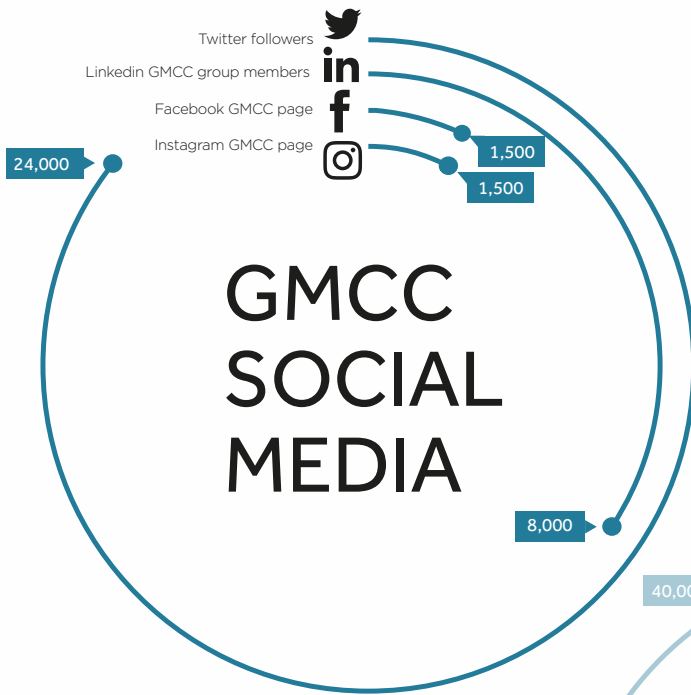 Twitter followers
Linkedin GMCC group members
Facebook GMCC page
Instagram GMCC page
24,000
1,500
1,500
GMCC
SOCIAL
MEDIA
8,000